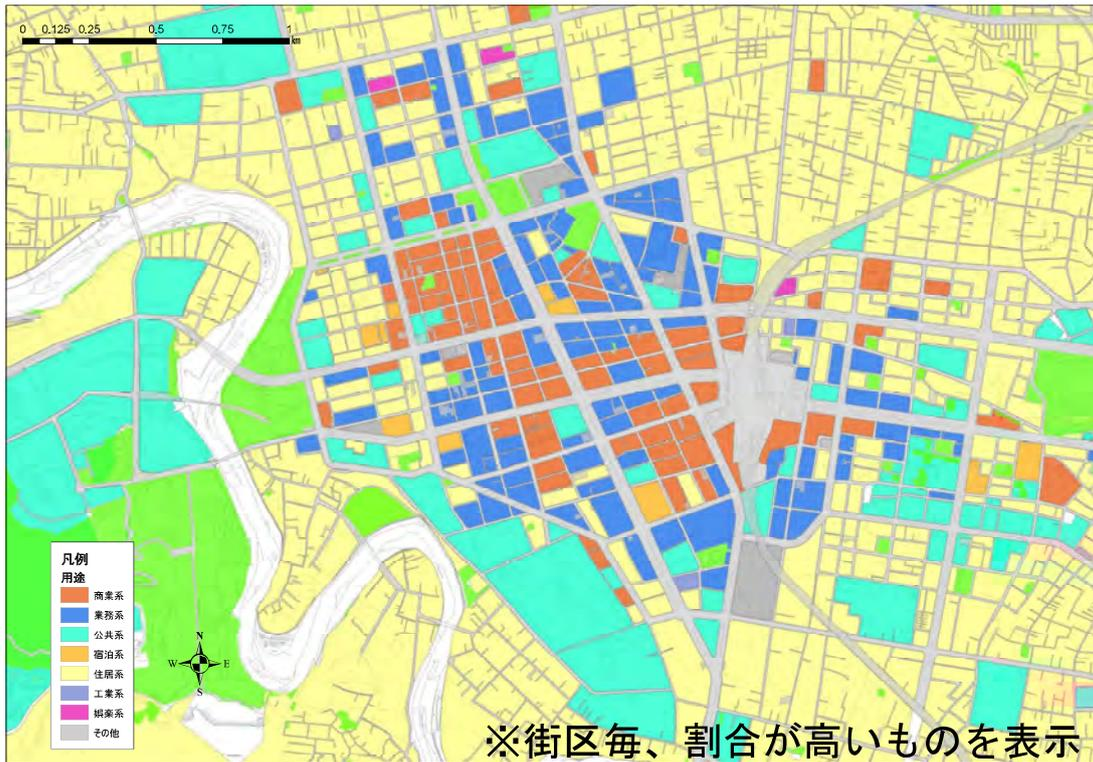 0 0.125 0.25 0.5 0.75 1
km
凡例
用途
商業系
業務系
公共系
宿泊系
住居系
工業系
娯楽系
その他
N
W E
S
※街区毎、割合が高いものを表示